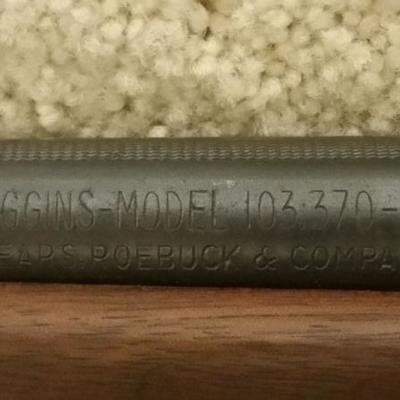 GGINS-MODEL 103.370-
EARS, ROEBUCK & COMPA